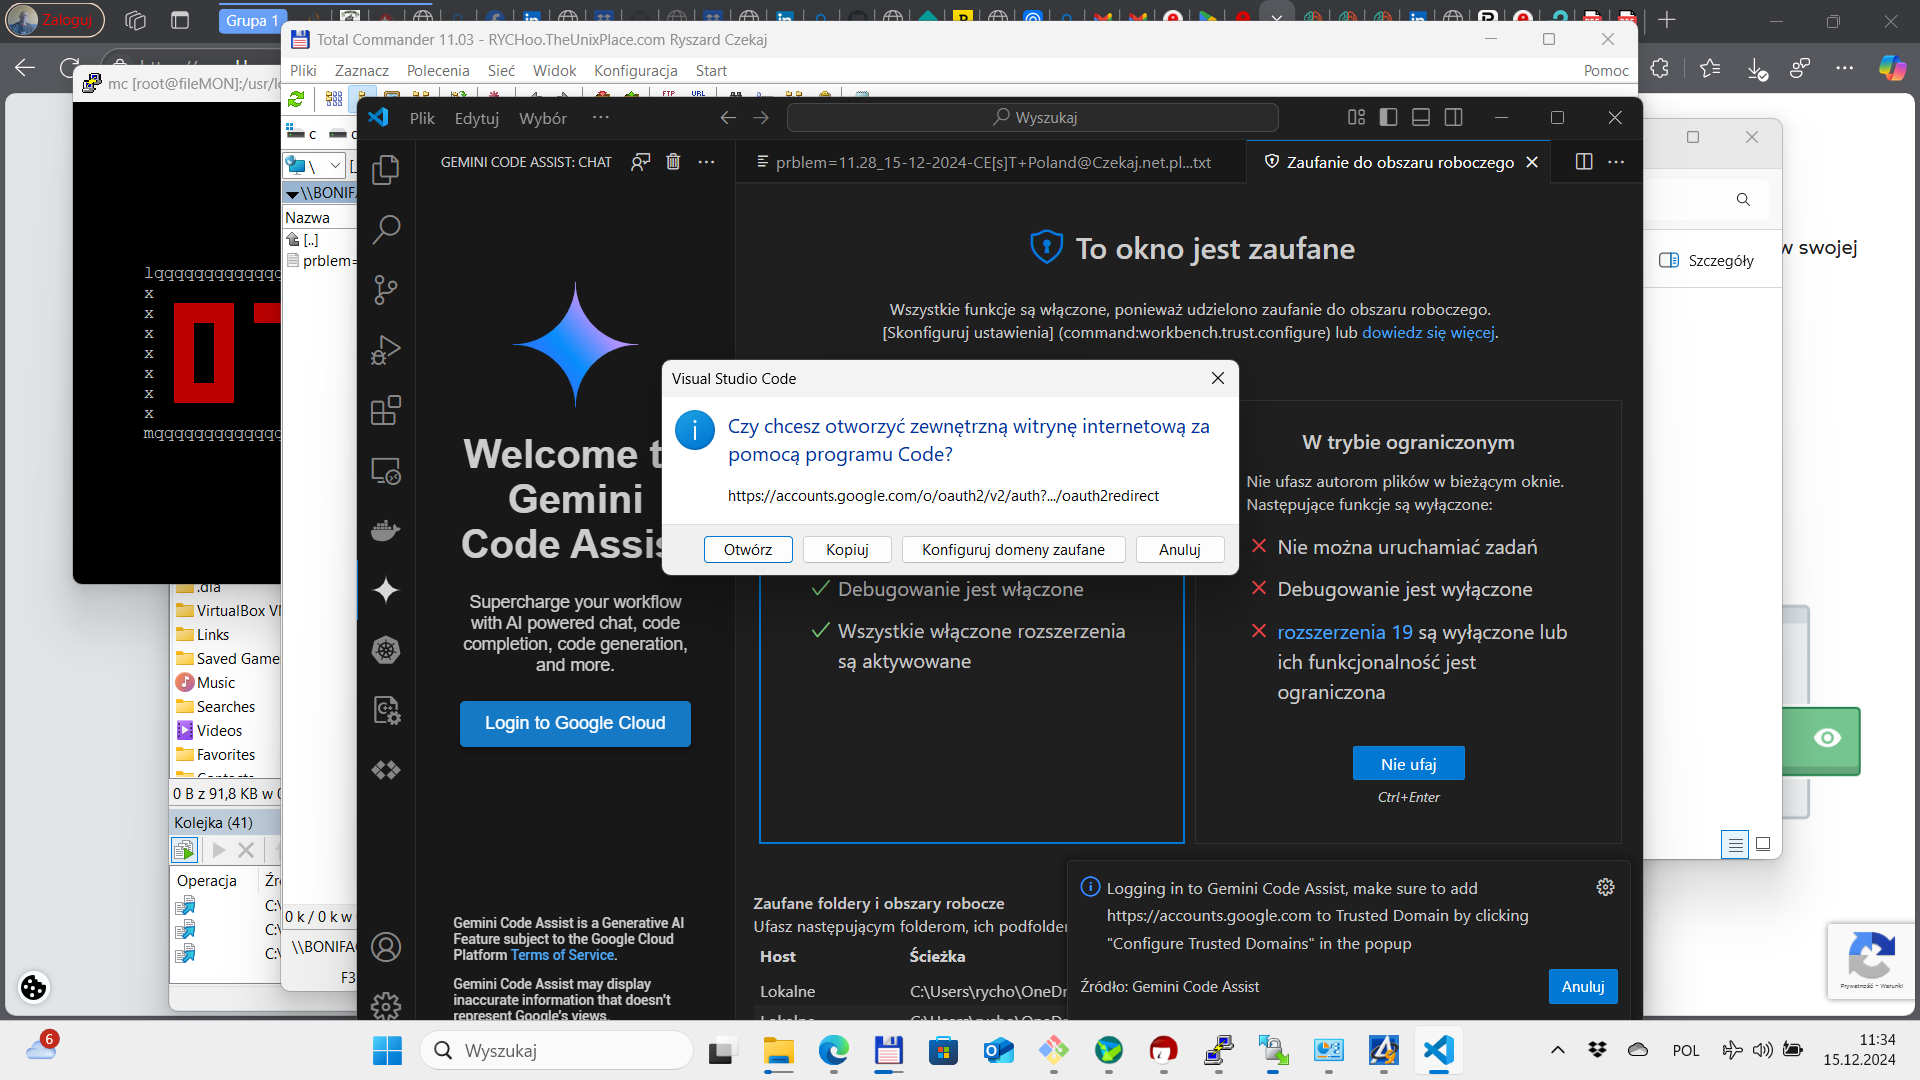 Zaloguj
Grupa 1
mc [root@fileMON]:/usr/l
lqqqqqqqqqqqqq
x
x
x
x
x
x
x
mqqqqqqqqqqqqq
Total Commander 11.03 - RYCHoo.TheUnixPlace.com Ryszard Czekaj
Pliki Zaznacz Polecenia Sieć Widok Konfiguracja Start Pomoc
FTP URL
c
\
\\BONIFA
Nazwa
[..]
prblem=
.dia
VirtualBox VM
Links
Saved Game
Music
Searches
Videos
Favorites
Contacts
0 B z 91,8 KB w
Kolejka (41)
Operacja
C:\
C:\
C:\
0 k / 0 k w
\\BONIFA
F3
Plik Edytuj Wybór ···
Wyszukaj
GEMINI CODE ASSIST: CHAT
prblem=11.28_15-12-2024-CE[s]T+Poland@Czekaj.net.pl...txt
Zaufanie do obszaru roboczego
To okno jest zaufane
Wszystkie funkcje są włączone, ponieważ udzielono zaufanie do obszaru roboczego.
[Skonfiguruj ustawienia] (command:workbench.trust.configure) lub dowiedz się więcej.
Welcome t
Gemini
Code Assis
Supercharge your workflow
with AI powered chat, code
completion, code generation,
and more.
Login to Google Cloud
Gemini Code Assist is a Generative AI
Feature subject to the Google Cloud
Platform Terms of Service.
Gemini Code Assist may display
inaccurate information that doesn't
represent Google's views.
Visual Studio Code
Czy chcesz otworzyć zewnętrzną witrynę internetową za
pomocą programu Code?
https://accounts.google.com/o/oauth2/v2/auth?.../oauth2redirect
Otwórz Kopiuj Konfiguruj domeny zaufane Anuluj
Debugowanie jest włączone
Wszystkie włączone rozszerzenia
są aktywowane
W trybie ograniczonym
Nie ufasz autorom plików w bieżącym oknie.
Następujące funkcje są wyłączone:
Nie można uruchamiać zadań
Debugowanie jest wyłączone
rozszerzenia 19 są wyłączone lub
ich funkcjonalność jest
ograniczona
Nie ufaj
Ctrl+Enter
Zaufane foldery i obszary robocze
Ufasz następującym folderom, ich podfolder
Host Ścieżka
Lokalne C:\Users\rycho\OneDr
Lokalne
Logging in to Gemini Code Assist, make sure to add
https://accounts.google.com to Trusted Domain by clicking
"Configure Trusted Domains" in the popup
Źródło: Gemini Code Assist
Anuluj
w swojej
Szczegóły
Prywatność - Warunki
6
Wyszukaj
POL
11:34
15.12.2024